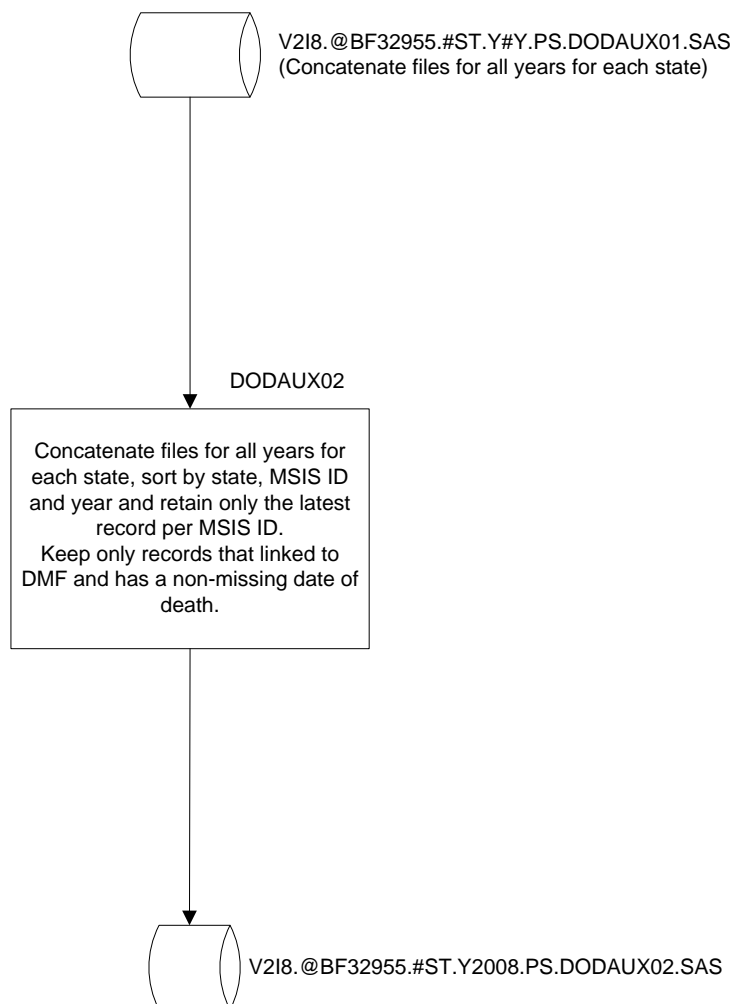 V2I8.@BF32955.#ST.Y#Y.PS.DODAUX01.SAS
(Concatenate files for all years for each state)
DODAUX02
Concatenate files for all years for
each state, sort by state, MSIS ID
and year and retain only the latest
record per MSIS ID.
Keep only records that linked to
DMF and has a non-missing date of
death.
V2I8.@BF32955.#ST.Y2008.PS.DODAUX02.SAS